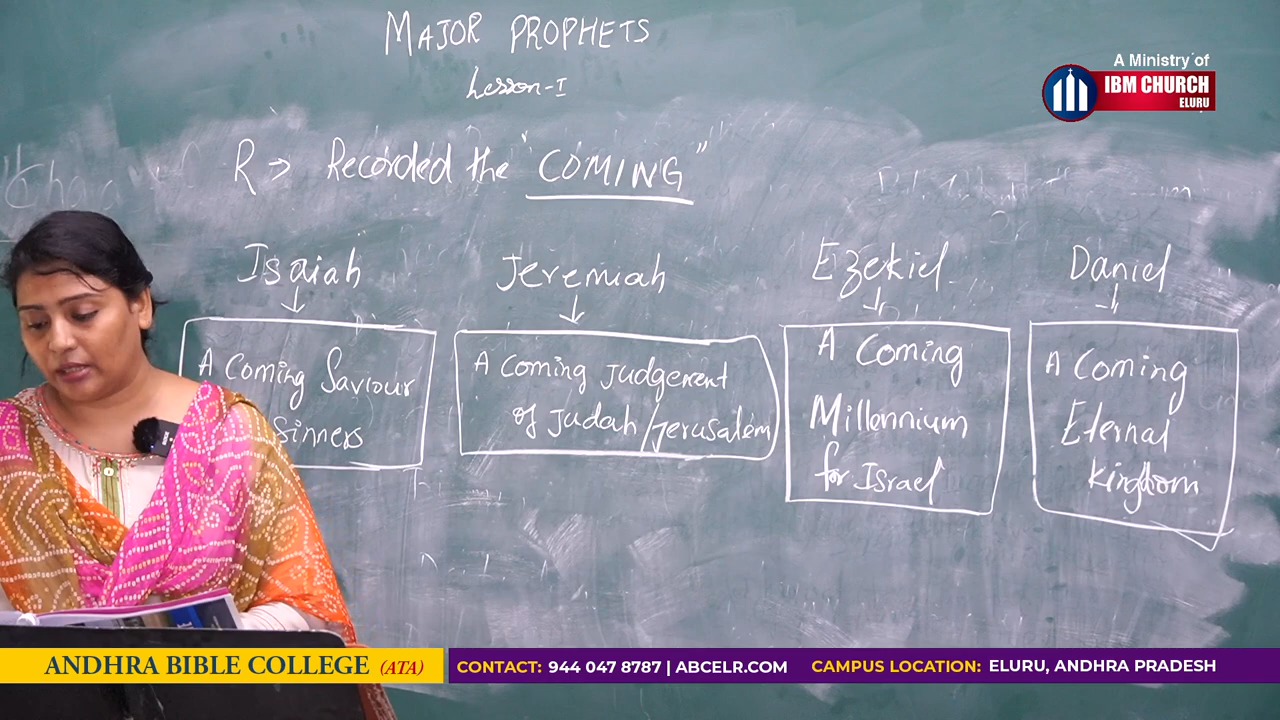 MAJOR PROPHETS
Lesson-I
A Ministry of
IBM CHURCH
ELURU
R => Recorded the "COMING"
Isaiah
A Coming Saviour
Sinners
Jeremiah
A Coming Judgement
of Judah/Jerusalem
Ezekiel
A Coming
Millennium
for Israel
Daniel
A Coming
Eternal
kingdom
ANDHRA BIBLE COLLEGE (ATA)
CONTACT: 944 047 8787 | ABCELR.COM CAMPUS LOCATION: ELURU, ANDHRA PRADESH